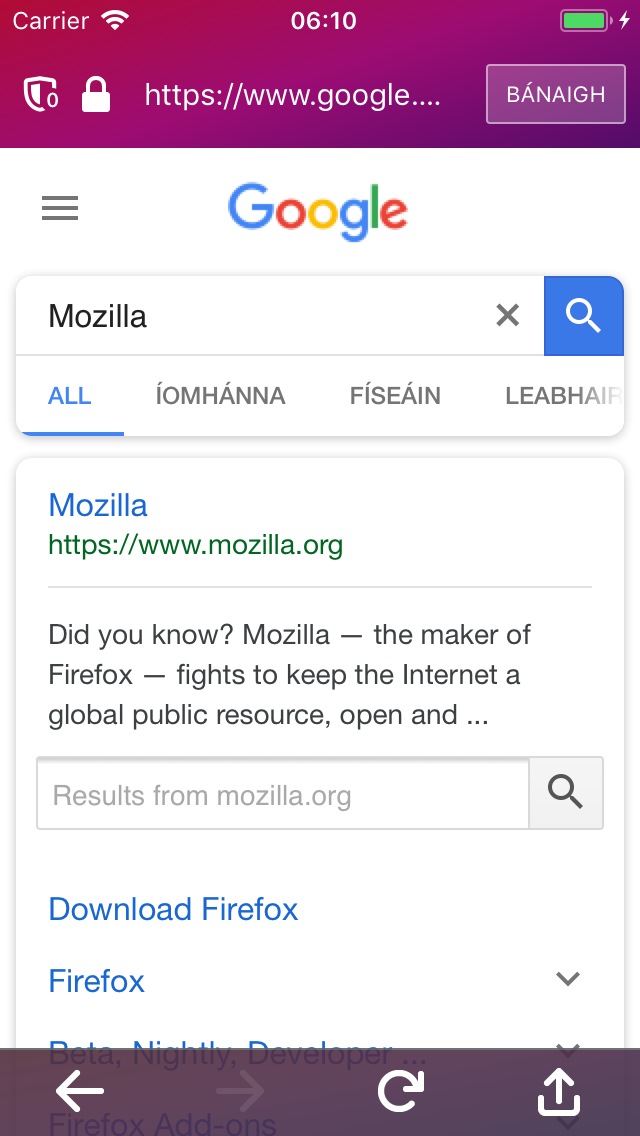 Carrier 06:10
0 https://www.google.... BÁNAIGH
Google
Mozilla
ALL ÍOMHÁNNA FÍSEÁIN LEABHAIR
Mozilla
https://www.mozilla.org
Did you know? Mozilla — the maker of
Firefox — fights to keep the Internet a
global public resource, open and ...
Results from mozilla.org
Download Firefox
Firefox
Beta, Nightly, Developer ...
Firefox Add-ons